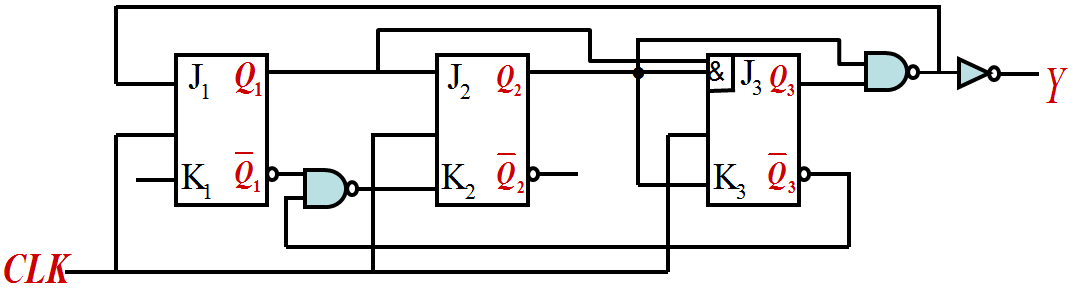 J₁ Q₁ J₂ Q₂ & J₃ Q₃ Y
K₁ Q̅₁ K₂ Q̅₂ K₃ Q̅₃
CLK